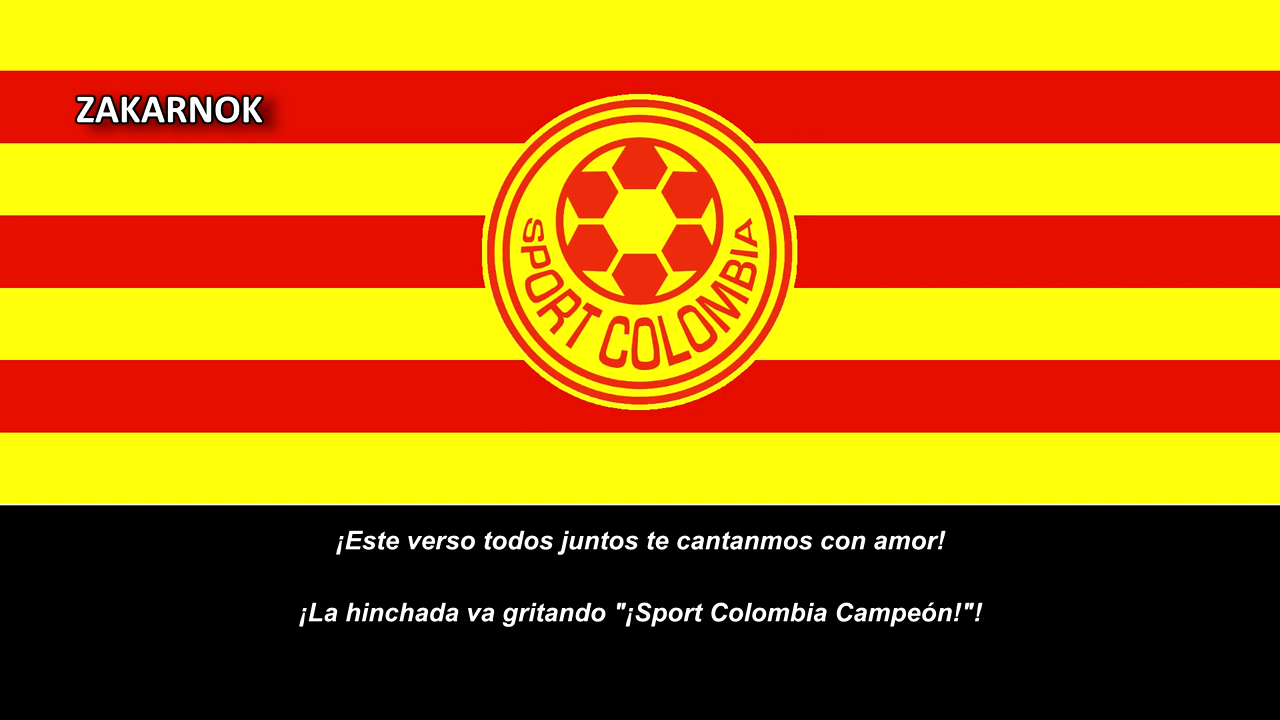 ZAKARNOK
SPORT COLOMBIA
¡Este verso todos juntos te cantanmos con amor!
¡La hinchada va gritando "¡Sport Colombia Campeón!"!